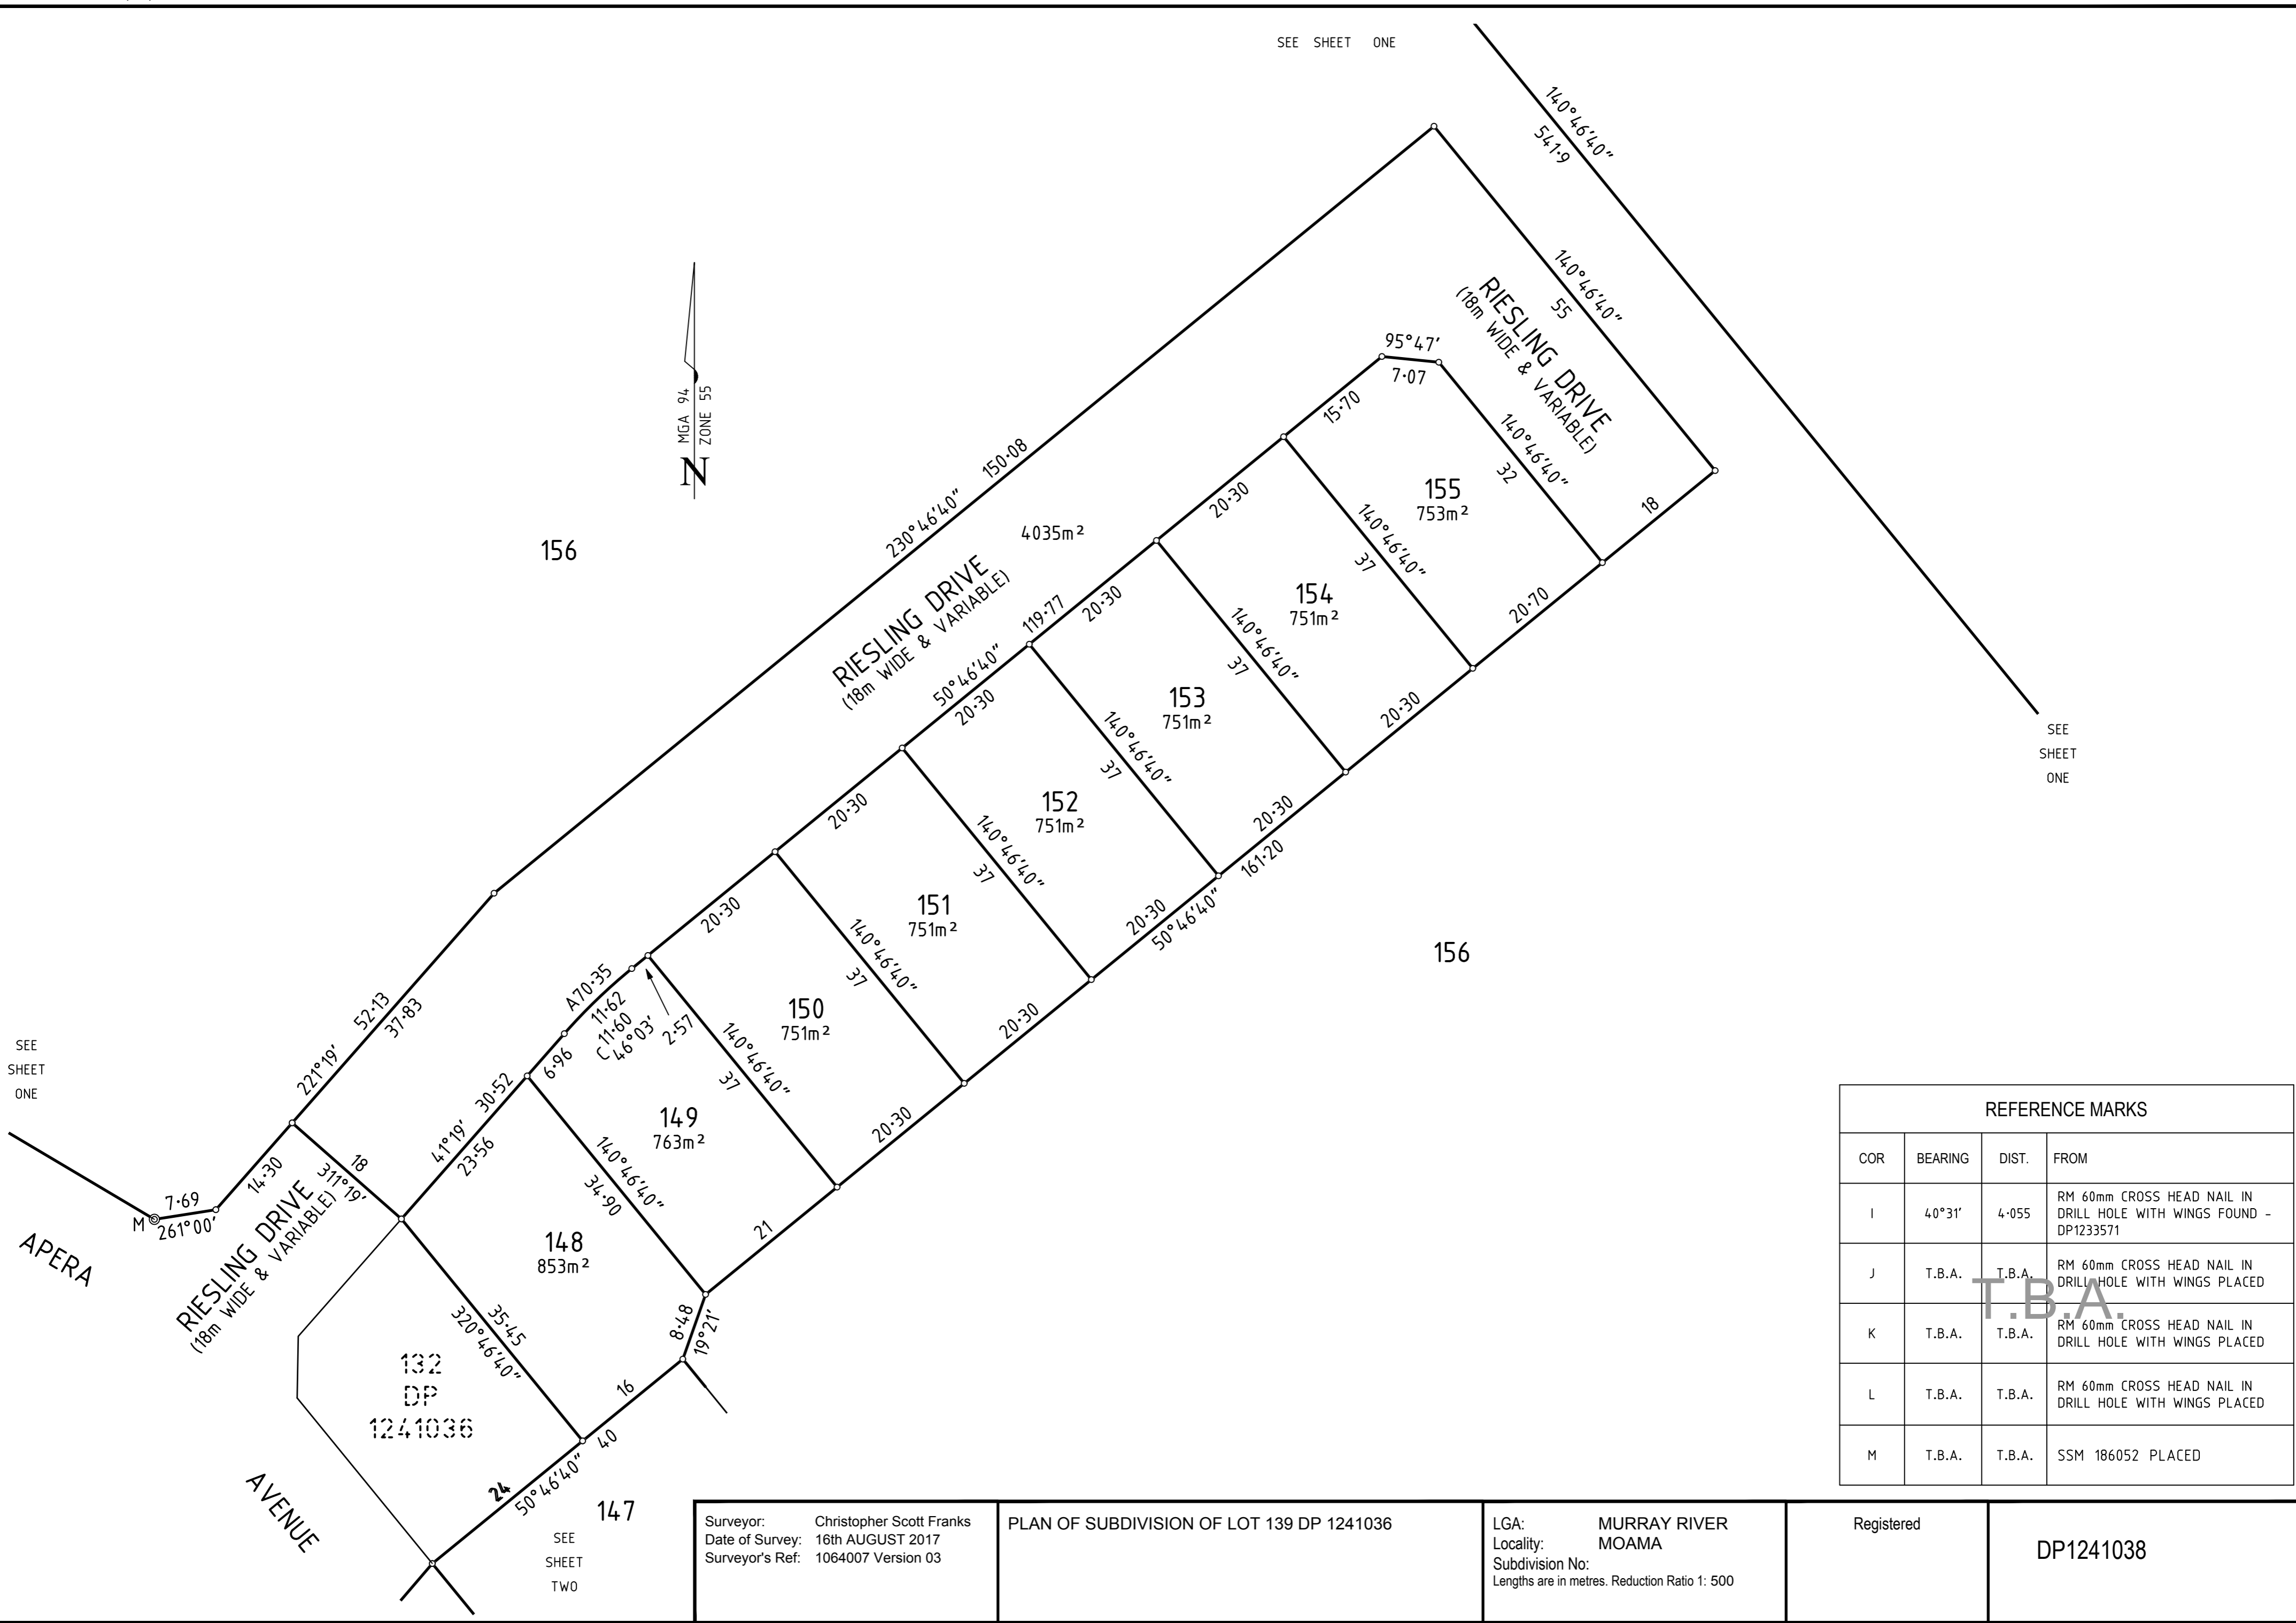 SEE SHEET ONE
140°46'40"
541·9
140°46'40"
55
RIESLING DRIVE
(18m WIDE & VARIABLE)
95°47'
7·07
15·70
140°46'40"
32
18
155
753m²
20·30
140°46'40"
37
20·70
MGA 94
ZONE 55
N
230°46'40"
150·08
4035m²
156
RIESLING DRIVE
(18m WIDE & VARIABLE)
119·77
50°46'40"
20·30
154
751m²
140°46'40"
37
20·30
20·30
153
751m²
140°46'40"
37
20·30
161·20
50°46'40"
SEE
SHEET
ONE
20·30
152
751m²
140°46'40"
37
20·30
20·30
151
751m²
140°46'40"
37
20·30
156
A70·35
11·62
C 11·60
46°03'
2·57
150
751m²
140°46'40"
37
20·30
52·13
37·83
221°19'
SEE
SHEET
ONE
6·96
30·52
41°19'
23·56
149
763m²
140°46'40"
34·90
21
18
311°19'
14·30
7·69
M
261°00'
APERA
RIESLING DRIVE
(18m WIDE & VARIABLE)
148
853m²
35·45
320°46'40"
8·48
19°21'
16
40
132
DP
1241036
24
50°46'40"
AVENUE
147
SEE
SHEET
TWO
REFERENCE MARKS
COR BEARING DIST. FROM
I 40°31' 4·055 RM 60mm CROSS HEAD NAIL IN
DRILL HOLE WITH WINGS FOUND -
DP1233571
J T.B.A. T.B.A. RM 60mm CROSS HEAD NAIL IN
DRILL HOLE WITH WINGS PLACED
T.B.A.
K T.B.A. T.B.A. RM 60mm CROSS HEAD NAIL IN
DRILL HOLE WITH WINGS PLACED
L T.B.A. T.B.A. RM 60mm CROSS HEAD NAIL IN
DRILL HOLE WITH WINGS PLACED
M T.B.A. T.B.A. SSM 186052 PLACED
Surveyor: Christopher Scott Franks
Date of Survey: 16th AUGUST 2017
Surveyor's Ref: 1064007 Version 03
PLAN OF SUBDIVISION OF LOT 139 DP 1241036
LGA: MURRAY RIVER
Locality: MOAMA
Subdivision No:
Lengths are in metres. Reduction Ratio 1: 500
Registered
DP1241038